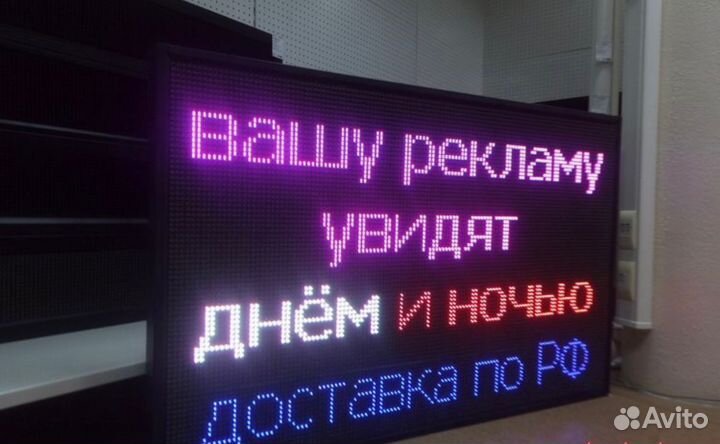 вашу рекламу
увидят
днём и ночью
доставка по РФ
Avito